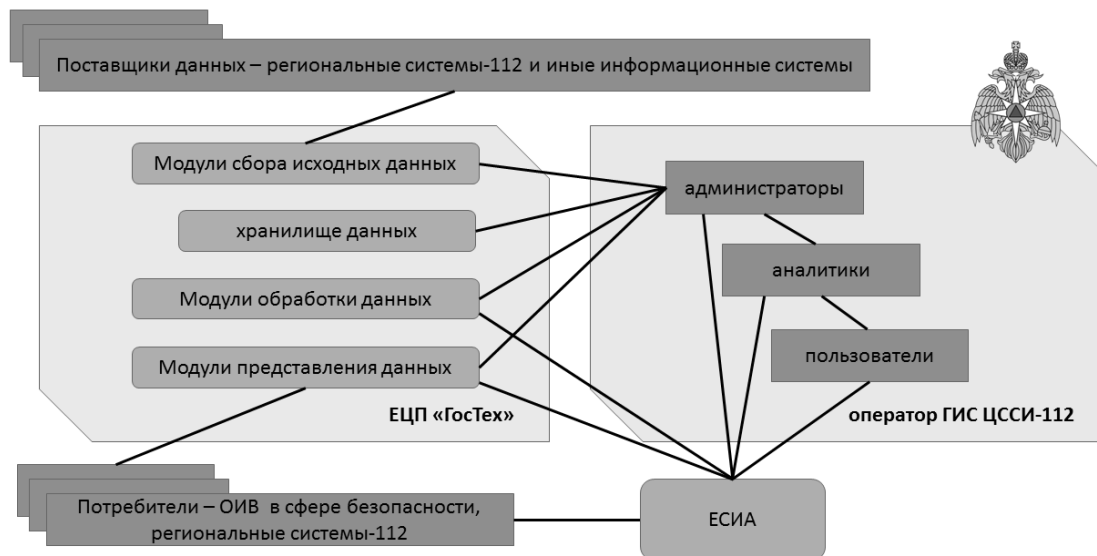 Поставщики данных – региональные системы-112 и иные информационные системы
Модули сбора исходных данных
хранилище данных
Модули обработки данных
Модули представления данных
ЕЦП «ГосТех»
администраторы
аналитики
пользователи
оператор ГИС ЦССИ-112
Потребители – ОИВ в сфере безопасности,
региональные системы-112
ЕСИА